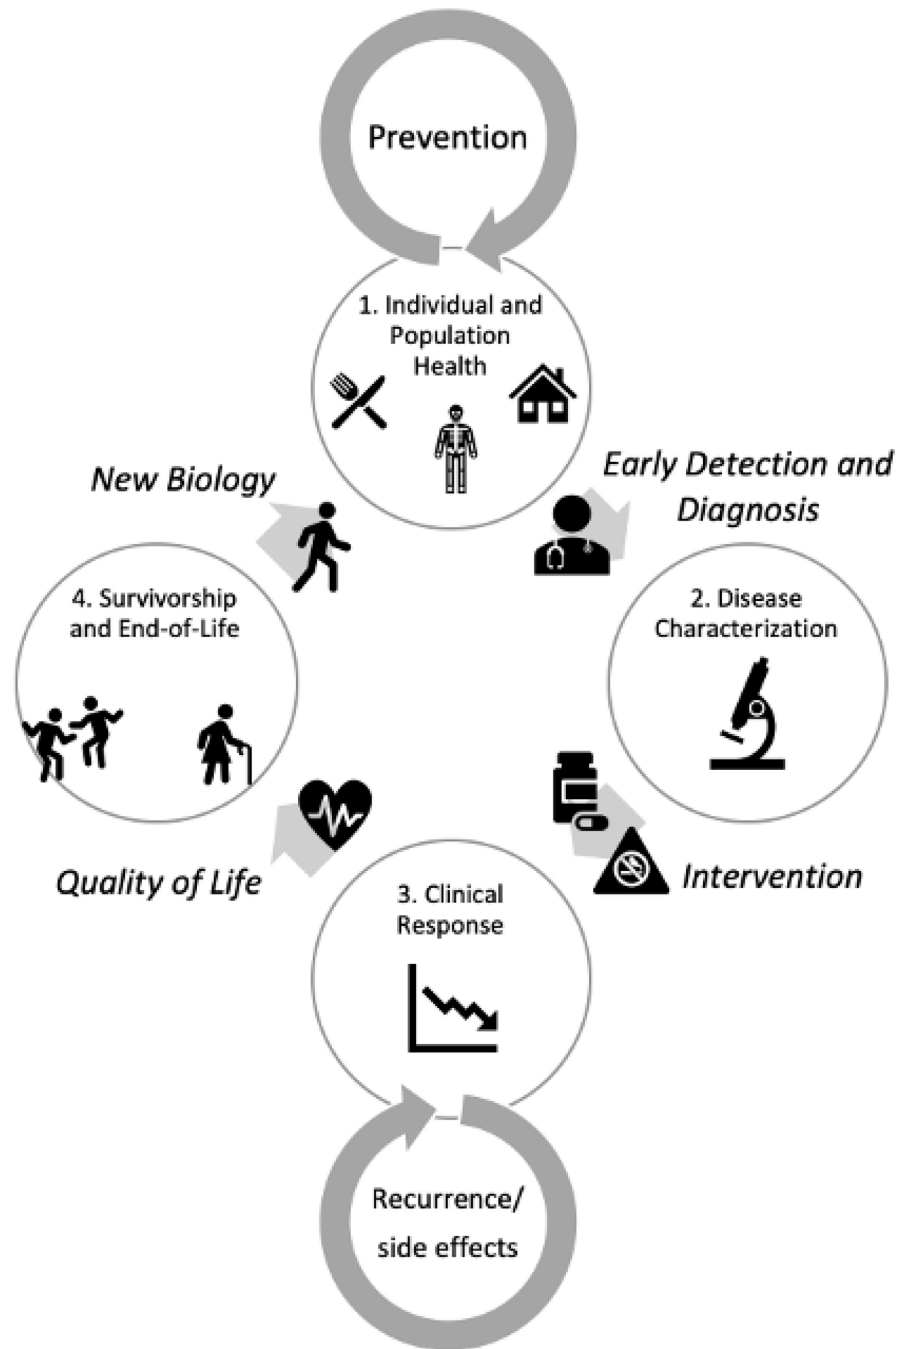 Prevention
1. Individual and
Population
Health
New Biology
Early Detection and
Diagnosis
4. Survivorship
and End-of-Life
2. Disease
Characterization
Quality of Life
Intervention
3. Clinical
Response
Recurrence/
side effects